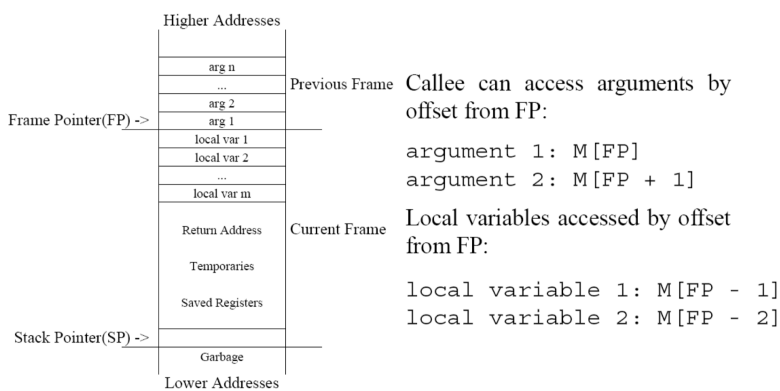 Higher Addresses
arg n
...
arg 2
arg 1
Previous Frame
Frame Pointer(FP) ->
local var 1
local var 2
...
local var m
Return Address
Temporaries
Saved Registers
Current Frame
Stack Pointer(SP) ->
Garbage
Lower Addresses
Callee can access arguments by
offset from FP:
argument 1: M[FP]
argument 2: M[FP + 1]
Local variables accessed by offset
from FP:
local variable 1: M[FP - 1]
local variable 2: M[FP - 2]